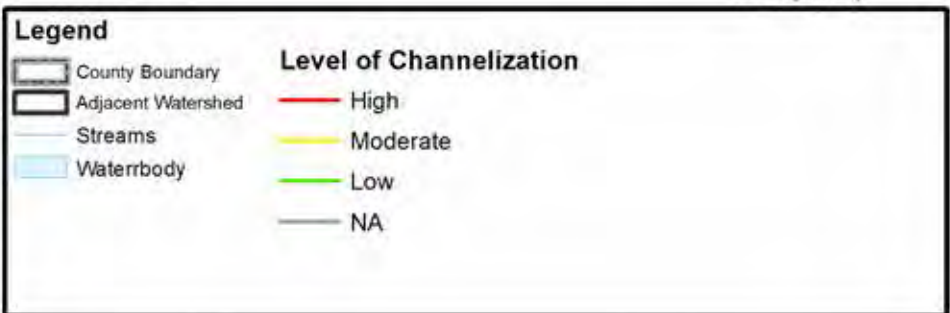 Legend
County Boundary
Adjacent Watershed
Streams
Waterrbody
Level of Channelization
High
Moderate
Low
NA